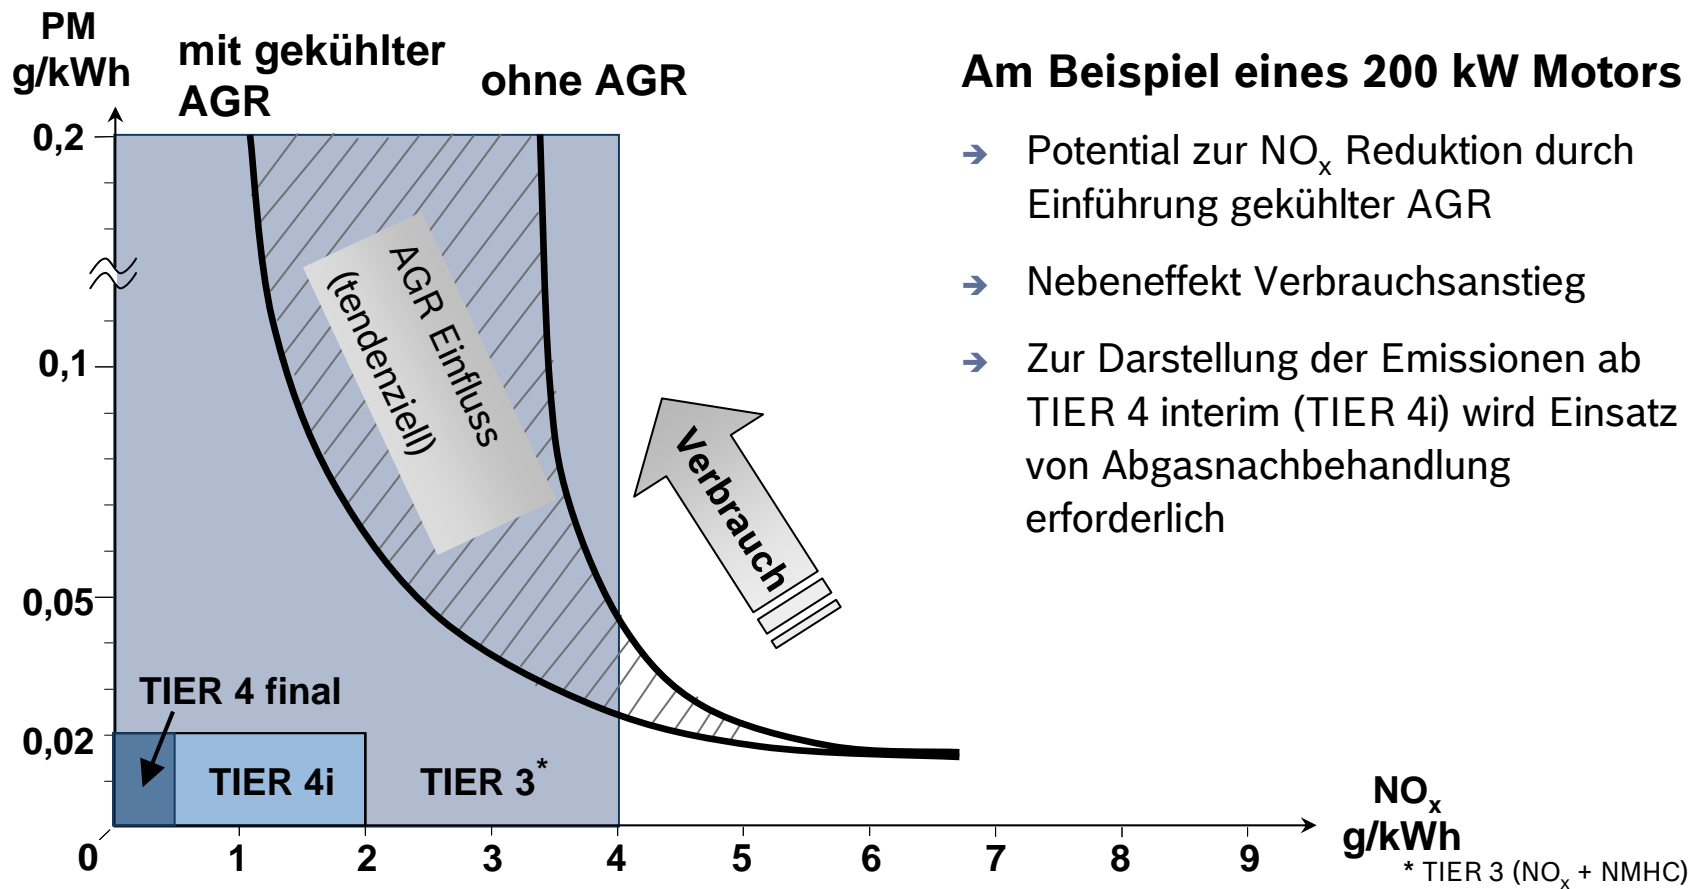 PM
g/kWh
mit gekühlter
AGR
ohne AGR
0,2
0,1
0,05
0,02
AGR Einfluss
(tendenziell)
Verbrauch
TIER 4 final
TIER 4i
TIER 3*
0
1
2
3
4
5
6
7
8
9
NOx
g/kWh
Am Beispiel eines 200 kW Motors
➔ Potential zur NOx Reduktion durch
Einführung gekühlter AGR
➔ Nebeneffekt Verbrauchsanstieg
➔ Zur Darstellung der Emissionen ab
TIER 4 interim (TIER 4i) wird Einsatz
von Abgasnachbehandlung
erforderlich
* TIER 3 (NOx + NMHC)